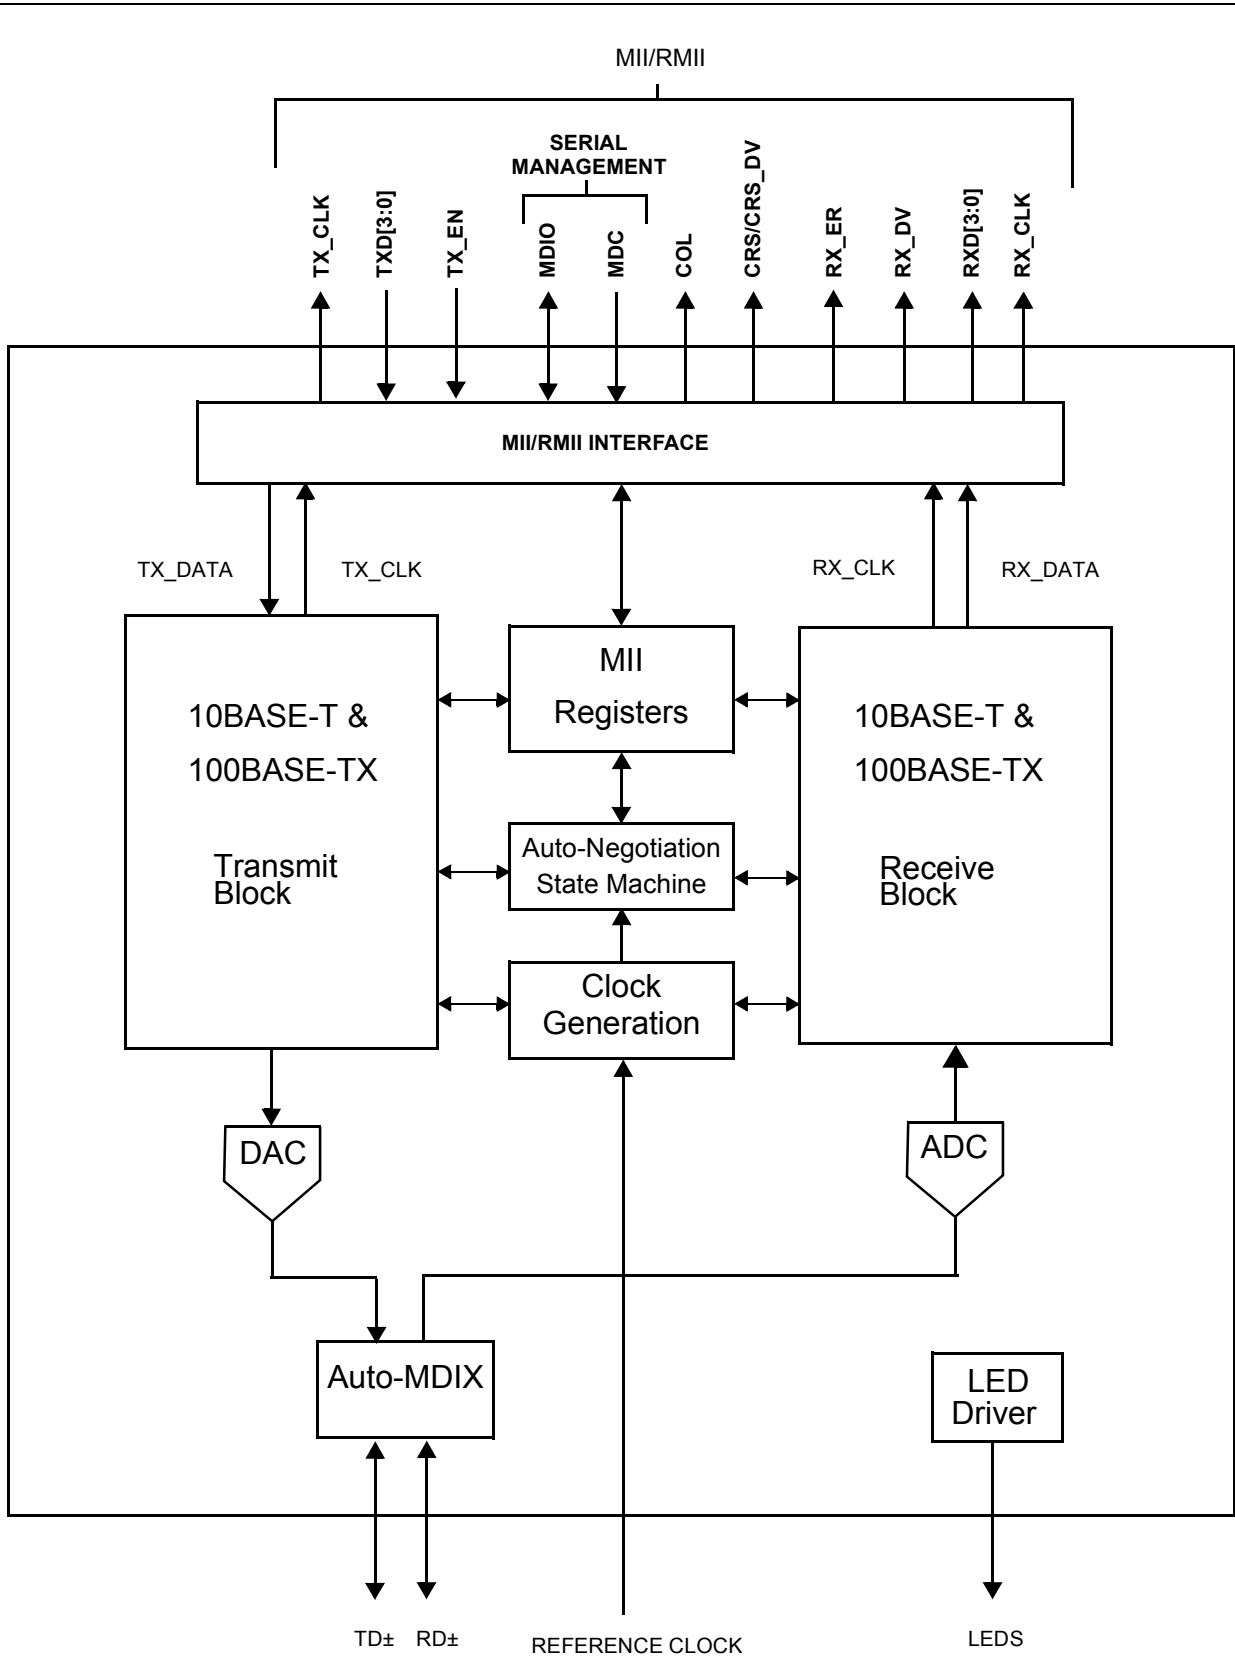 MII/RMII
SERIAL
MANAGEMENT
TX_CLK
TXD[3:0]
TX_EN
MDIO
MDC
COL
CRS/CRS_DV
RX_ER
RX_DV
RXD[3:0]
RX_CLK
MII/RMII INTERFACE
TX_DATA
TX_CLK
RX_CLK
RX_DATA
10BASE-T &
100BASE-TX
Transmit
Block
MII
Registers
Auto-Negotiation
State Machine
Clock
Generation
10BASE-T &
100BASE-TX
Receive
Block
DAC
ADC
Auto-MDIX
LED
Driver
TD±
RD±
REFERENCE CLOCK
LEDS